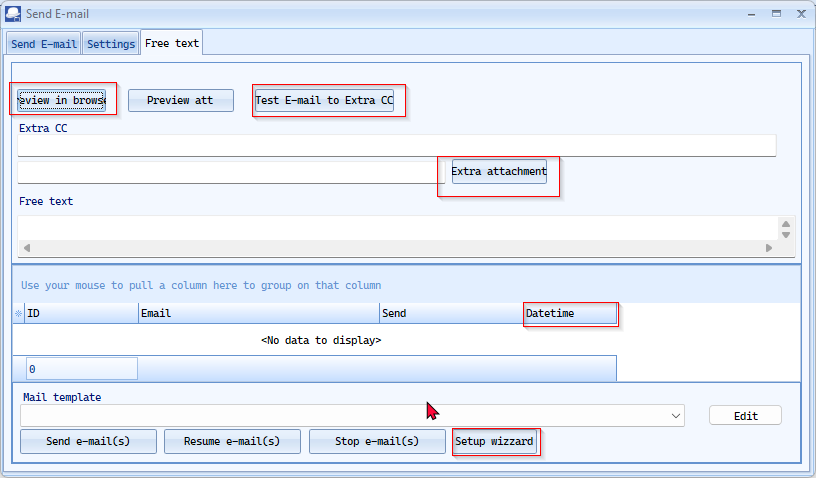 Send E-mail
Send E-mail Settings Free text
eview in browse Preview att Test E-mail to Extra CC
Extra CC
Extra attachment
Free text
Use your mouse to pull a column here to group on that column
ID Email Send Datetime
<No data to display>
0
Mail template
Edit
Send e-mail(s) Resume e-mail(s) Stop e-mail(s) Setup wizzard